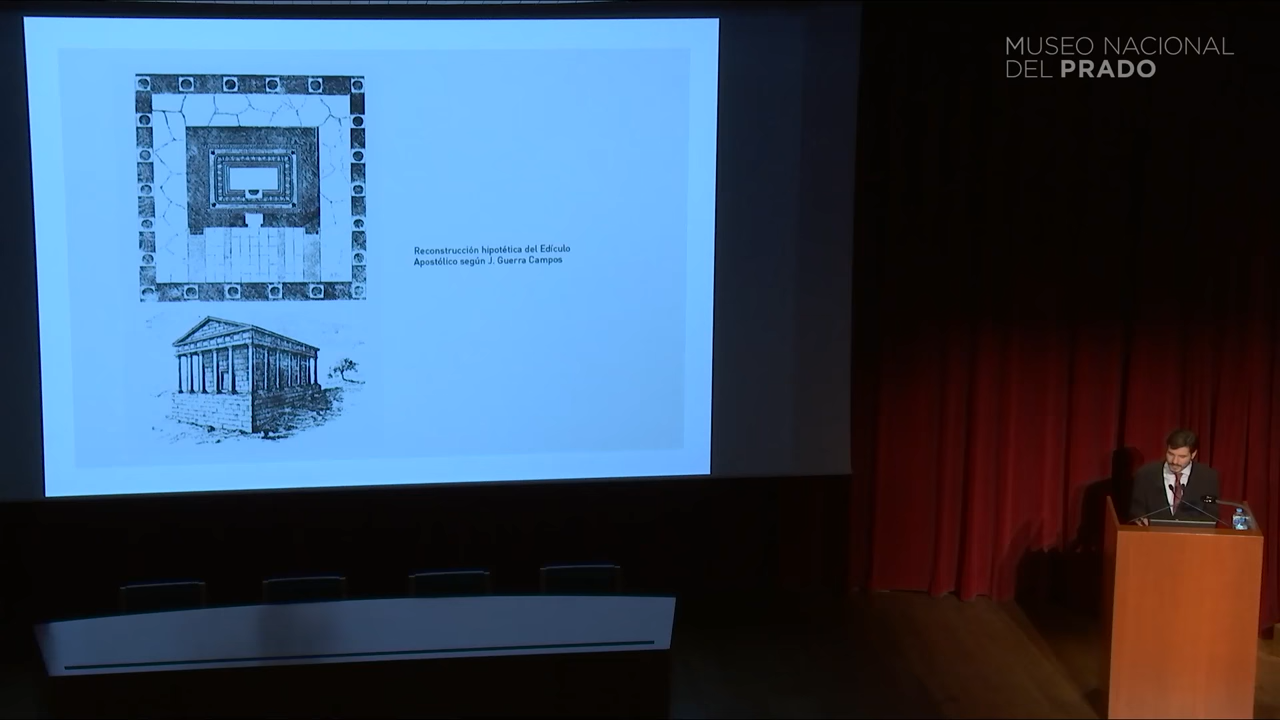 MUSEO NACIONAL
DEL PRADO
Reconstrucción hipotética del Edículo
Apostólico según J. Guerra Campos